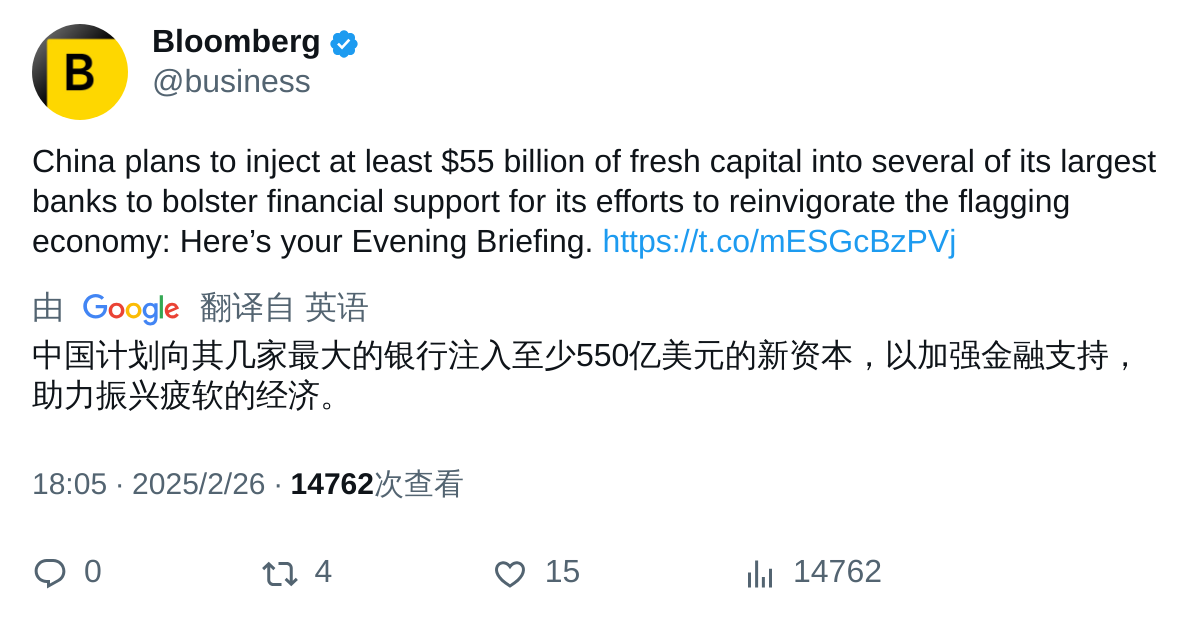 B
Bloomberg
@business
China plans to inject at least $55 billion of fresh capital into several of its largest
banks to bolster financial support for its efforts to reinvigorate the flagging
economy: Here’s your Evening Briefing. https://t.co/mESGcBzPVj
由 Google 翻译自 英语
中国计划向其几家最大的银行注入至少550亿美元的新资本，以加强金融支持，
助力振兴疲软的经济。
18:05 · 2025/2/26 · 14762次查看
0 4 15 14762